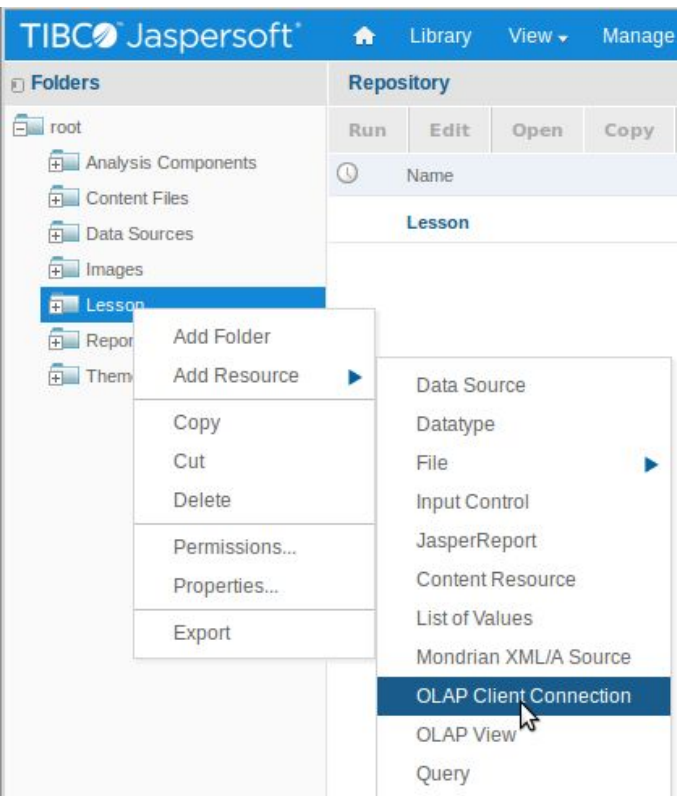 TIBCO Jaspersoft Library View Manage
Folders
Repository
root
Run Edit Open Copy
Analysis Components
Name
Content Files
Lesson
Data Sources
Images
Lesson
Add Folder
Add Resource
Data Source
Copy
Datatype
Cut
File
Delete
Input Control
Permissions...
JasperReport
Properties...
Content Resource
Export
List of Values
Mondrian XML/A Source
OLAP Client Connection
OLAP View
Query